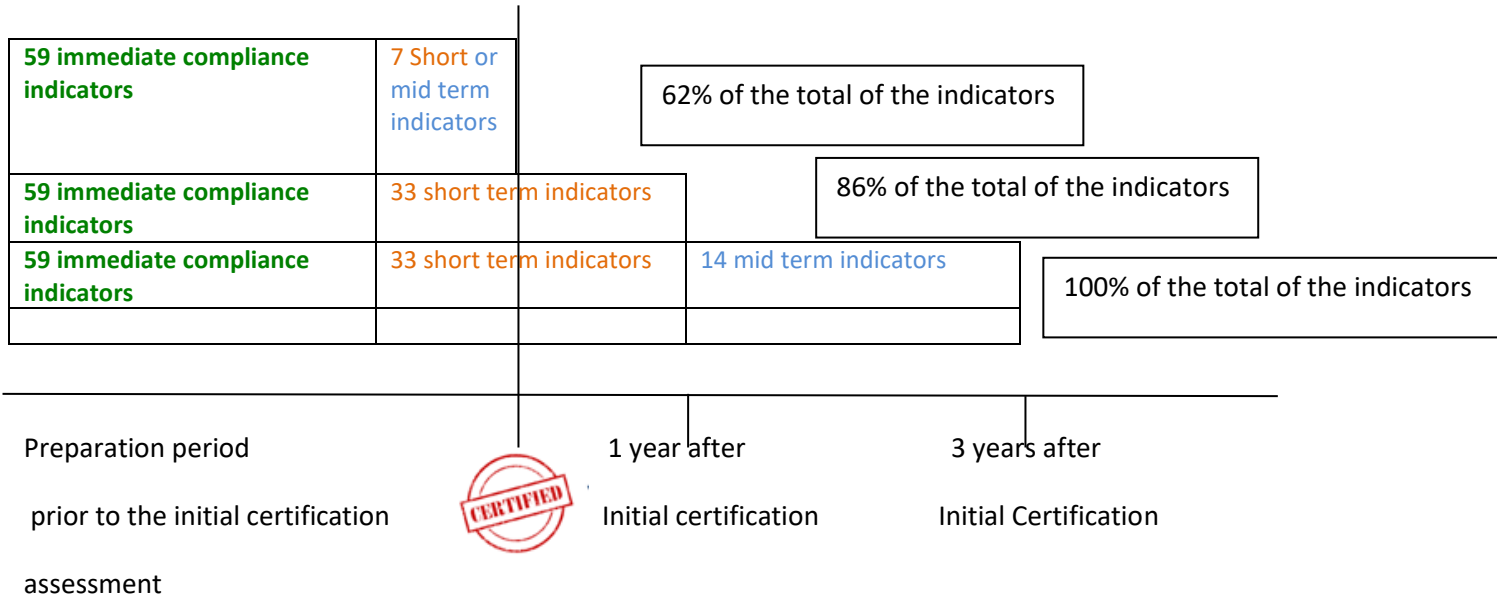 59 immediate compliance
indicators
7 Short or
mid term
indicators
62% of the total of the indicators
59 immediate compliance
indicators
33 short term indicators
86% of the total of the indicators
59 immediate compliance
indicators
33 short term indicators
14 mid term indicators
100% of the total of the indicators
Preparation period
prior to the initial certification
assessment
CERTIFIED
1 year after
Initial certification
3 years after
Initial Certification